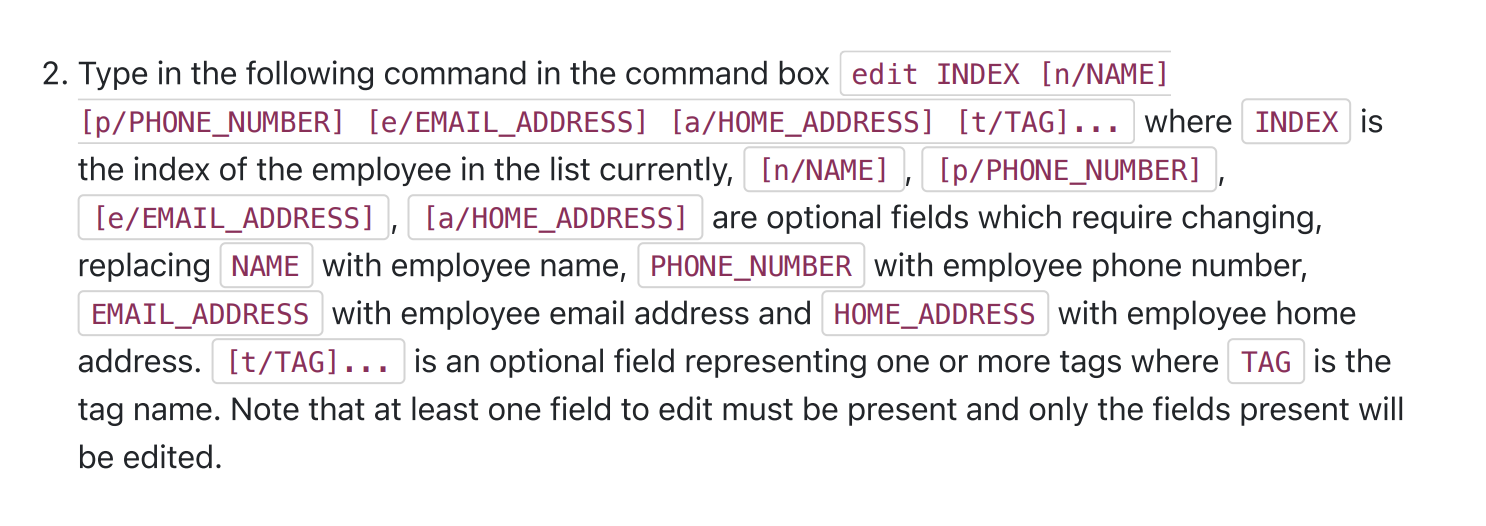 2. Type in the following command in the command box edit INDEX [n/NAME]
[p/PHONE_NUMBER] [e/EMAIL_ADDRESS] [a/HOME_ADDRESS] [t/TAG]... where INDEX is
the index of the employee in the list currently, [n/NAME] , [p/PHONE_NUMBER] ,
[e/EMAIL_ADDRESS] , [a/HOME_ADDRESS] are optional fields which require changing,
replacing NAME with employee name, PHONE_NUMBER with employee phone number,
EMAIL_ADDRESS with employee email address and HOME_ADDRESS with employee home
address. [t/TAG]... is an optional field representing one or more tags where TAG is the
tag name. Note that at least one field to edit must be present and only the fields present will
be edited.